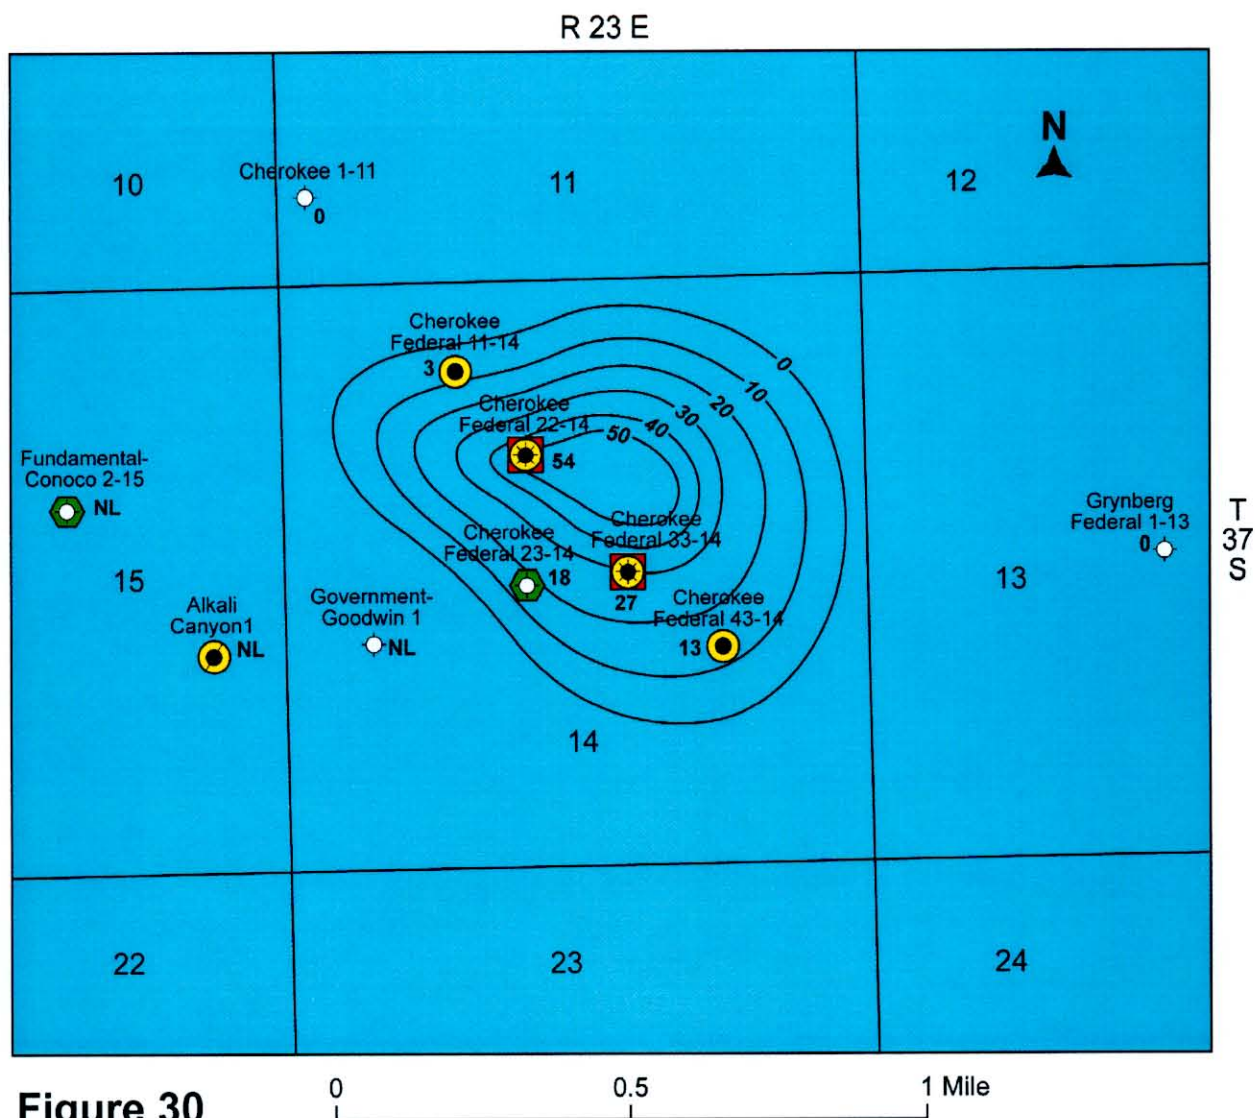 R 23 E
N
10
Cherokee 1-11
0
11
12
Cherokee
Federal 11-14
3
0
10
20
30
40
50
Cherokee
Federal 22-14
54
Fundamental-
Conoco 2-15
NL
Grynberg
Federal 1-13
0
T
37
S
Cherokee
Federal 23-14
18
Cherokee
Federal 33-14
27
15
13
Alkali
Canyon1
NL
Government-
Goodwin 1
NL
Cherokee
Federal 43-14
13
14
22
23
24
Figure 30
0
0.5
1 Mile